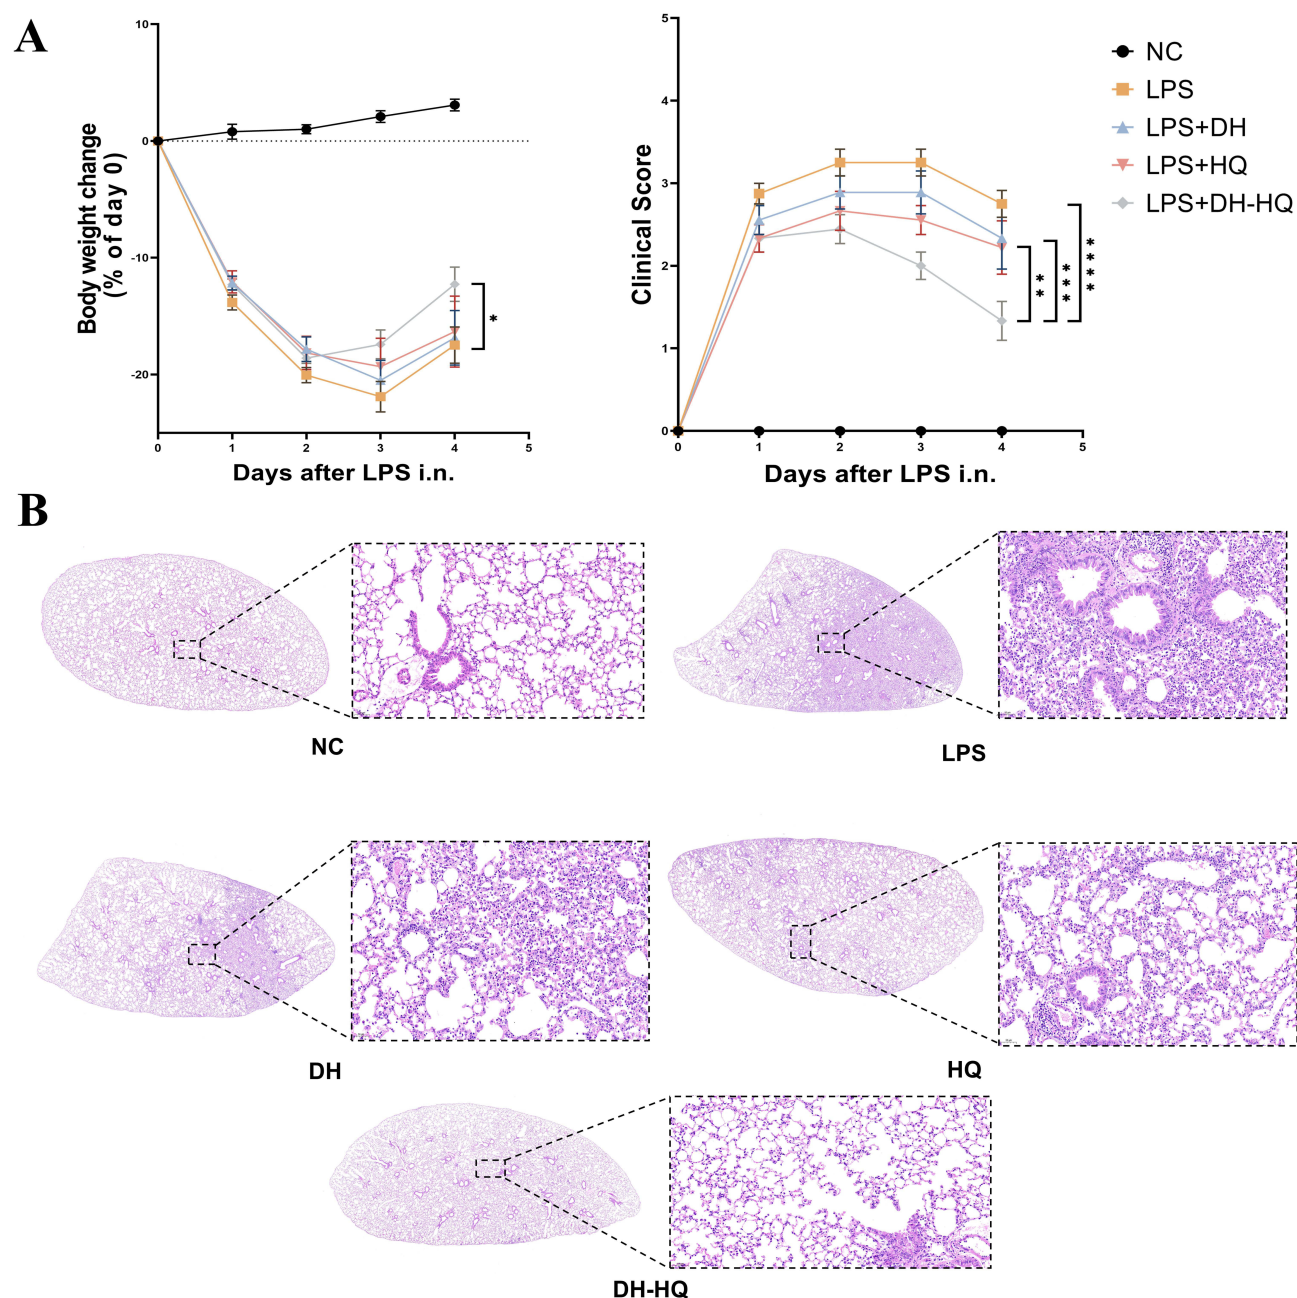 A
10
0
-10
-20
Body weight change
(% of day 0)
0 1 2 3 4 5
Days after LPS i.n.
*
5
4
3
2
1
0
Clinical Score
0 1 2 3 4 5
Days after LPS i.n.
**
***
****
NC
LPS
LPS+DH
LPS+HQ
LPS+DH-HQ
B
NC
LPS
DH
HQ
DH-HQ